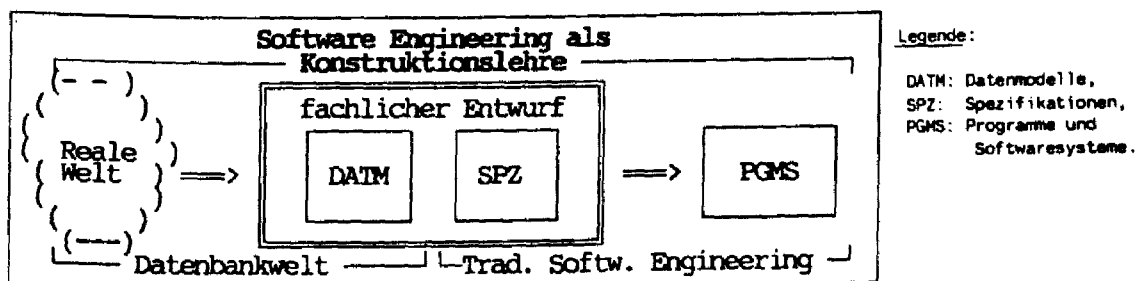 Software Engineering als
Konstruktionslehre
fachlicher Entwurf
Reale
Welt
DATM
SPZ
PGMS
Datenbankwelt
Trad. Softw. Engineering
Legende:
DATM: Datenmodelle,
SPZ: Spezifikationen,
PGMS: Programme und
Softwaresysteme.